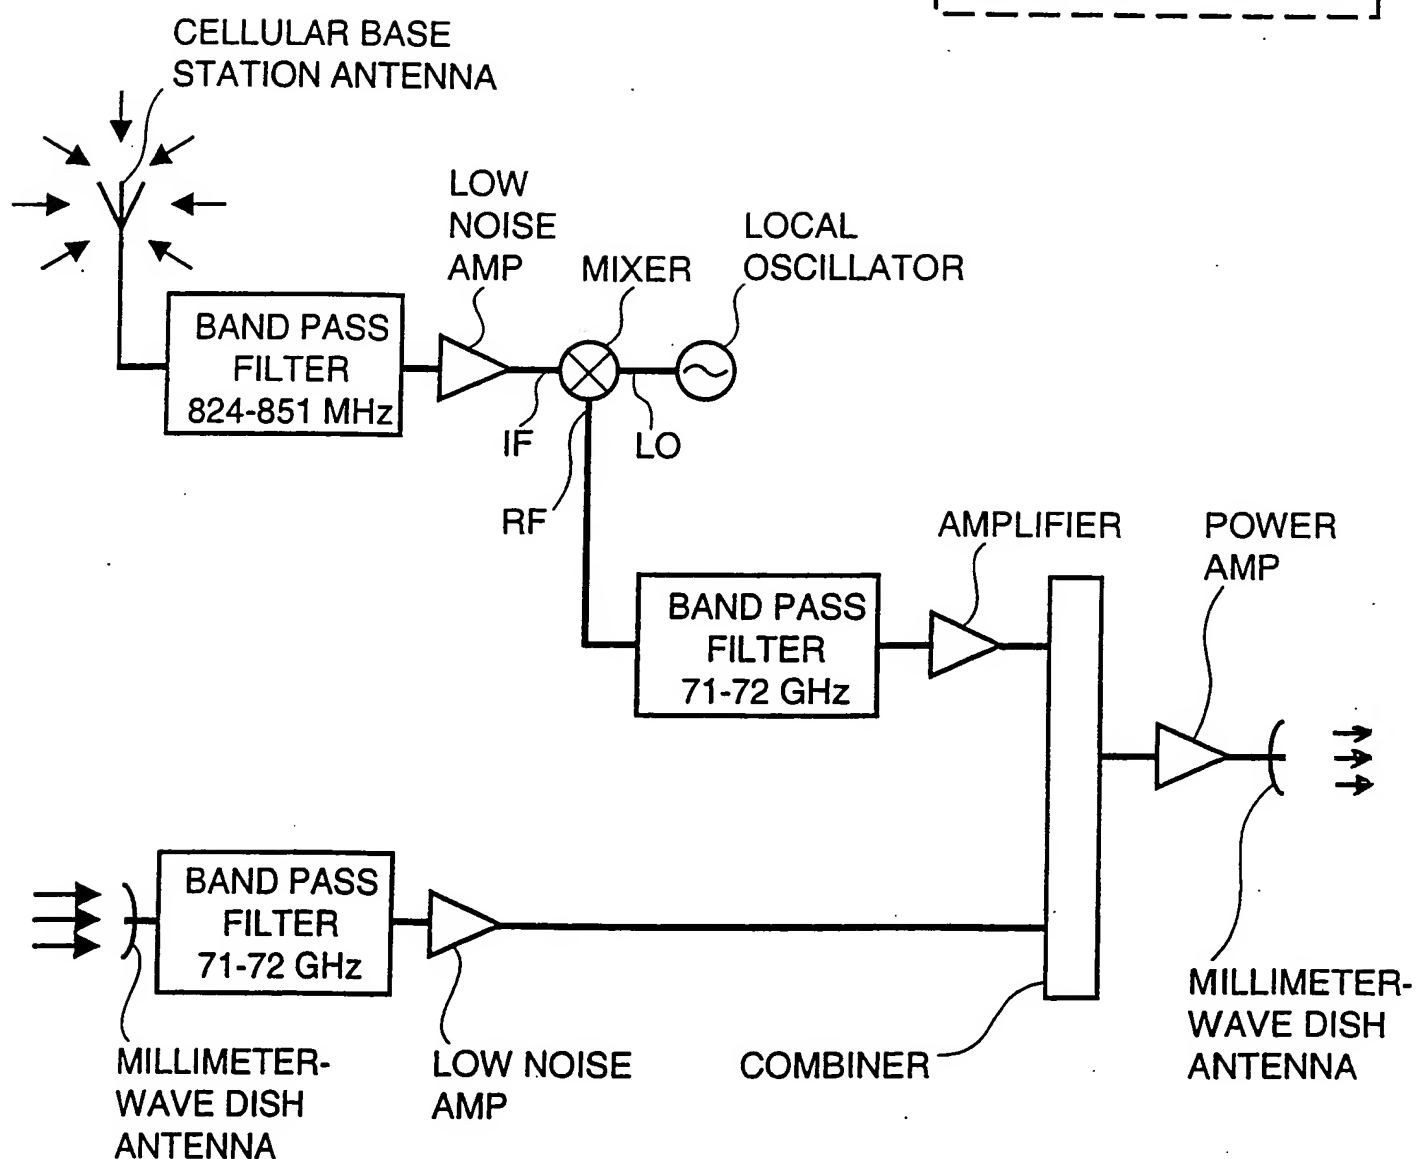 CELLULAR BASE
STATION ANTENNA
LOW
NOISE
AMP
MIXER
LOCAL
OSCILLATOR
BAND PASS
FILTER
824-851 MHz
IF
LO
RF
AMPLIFIER
POWER
AMP
BAND PASS
FILTER
71-72 GHz
BAND PASS
FILTER
71-72 GHz
MILLIMETER-
WAVE DISH
ANTENNA
LOW NOISE
AMP
COMBINER
MILLIMETER-
WAVE DISH
ANTENNA